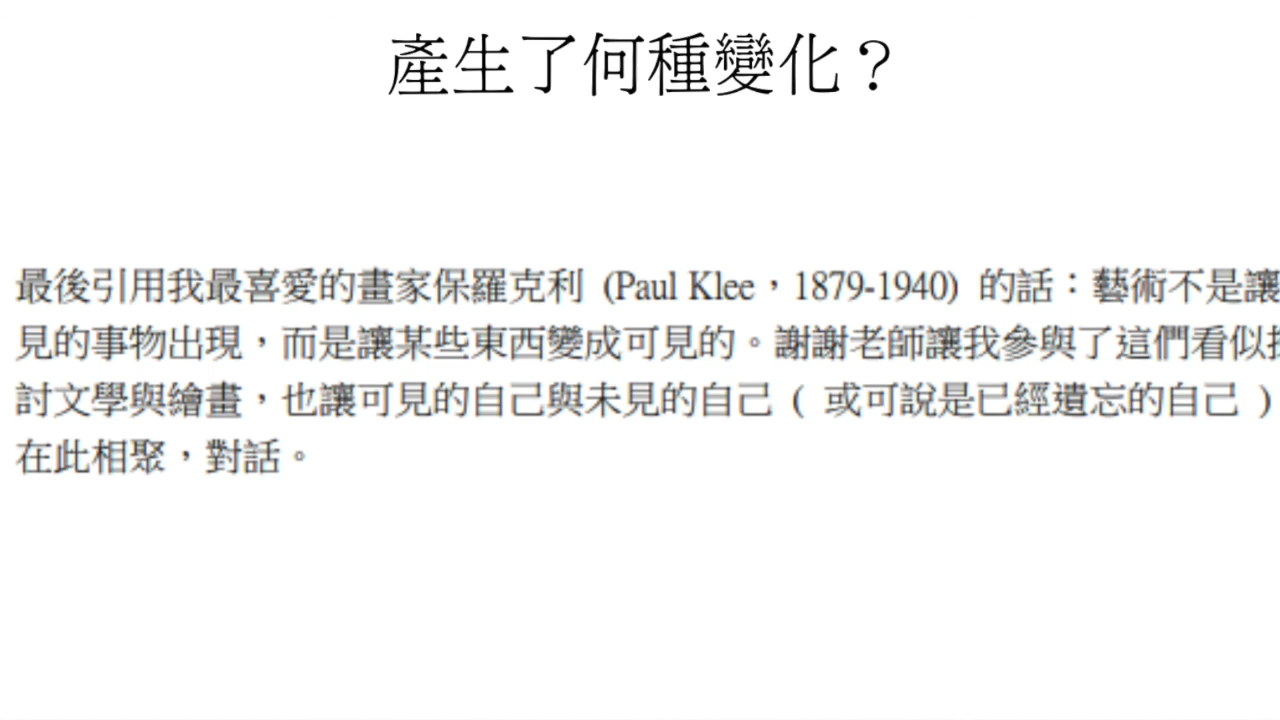 產生了何種變化？
最後引用我最喜愛的畫家保羅克利 (Paul Klee，1879-1940) 的話：藝術不是讓
見的事物出現，而是讓某些東西變成可見的。謝謝老師讓我參與了這們看似
討文學與繪畫，也讓可見的自己與未見的自己 ( 或可說是已經遺忘的自己 )
在此相聚，對話。